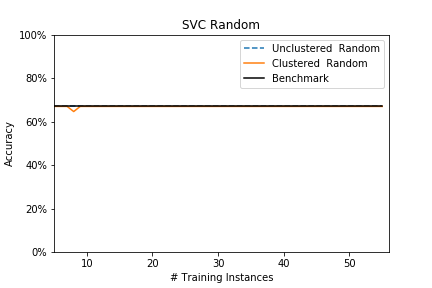 SVC Random
100%
80%
60%
40%
20%
0%
Accuracy
Unclustered Random
Clustered Random
Benchmark
10 20 30 40 50
# Training Instances